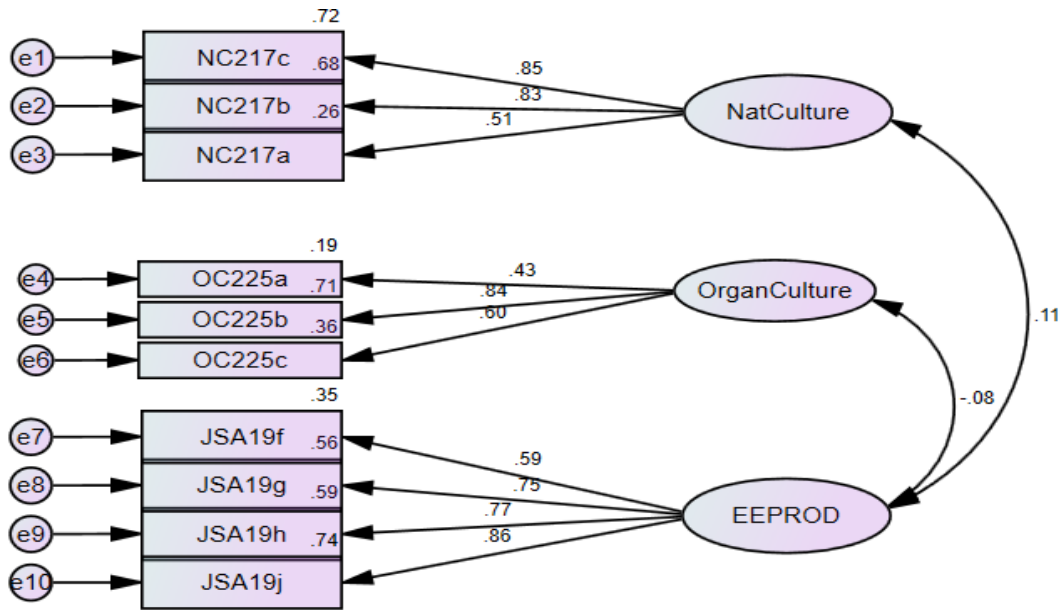 .72
e1 NC217c .68 .85
e2 NC217b .26 .83 NatCulture
e3 NC217a .51
.19
e4 OC225a .71 .43
e5 OC225b .36 .84 OrganCulture
e6 OC225c .60
.11
-.08
.35
e7 JSA19f .56 .59
e8 JSA19g .59 .75
e9 JSA19h .74 .77 EEPROD
e10 JSA19j .86